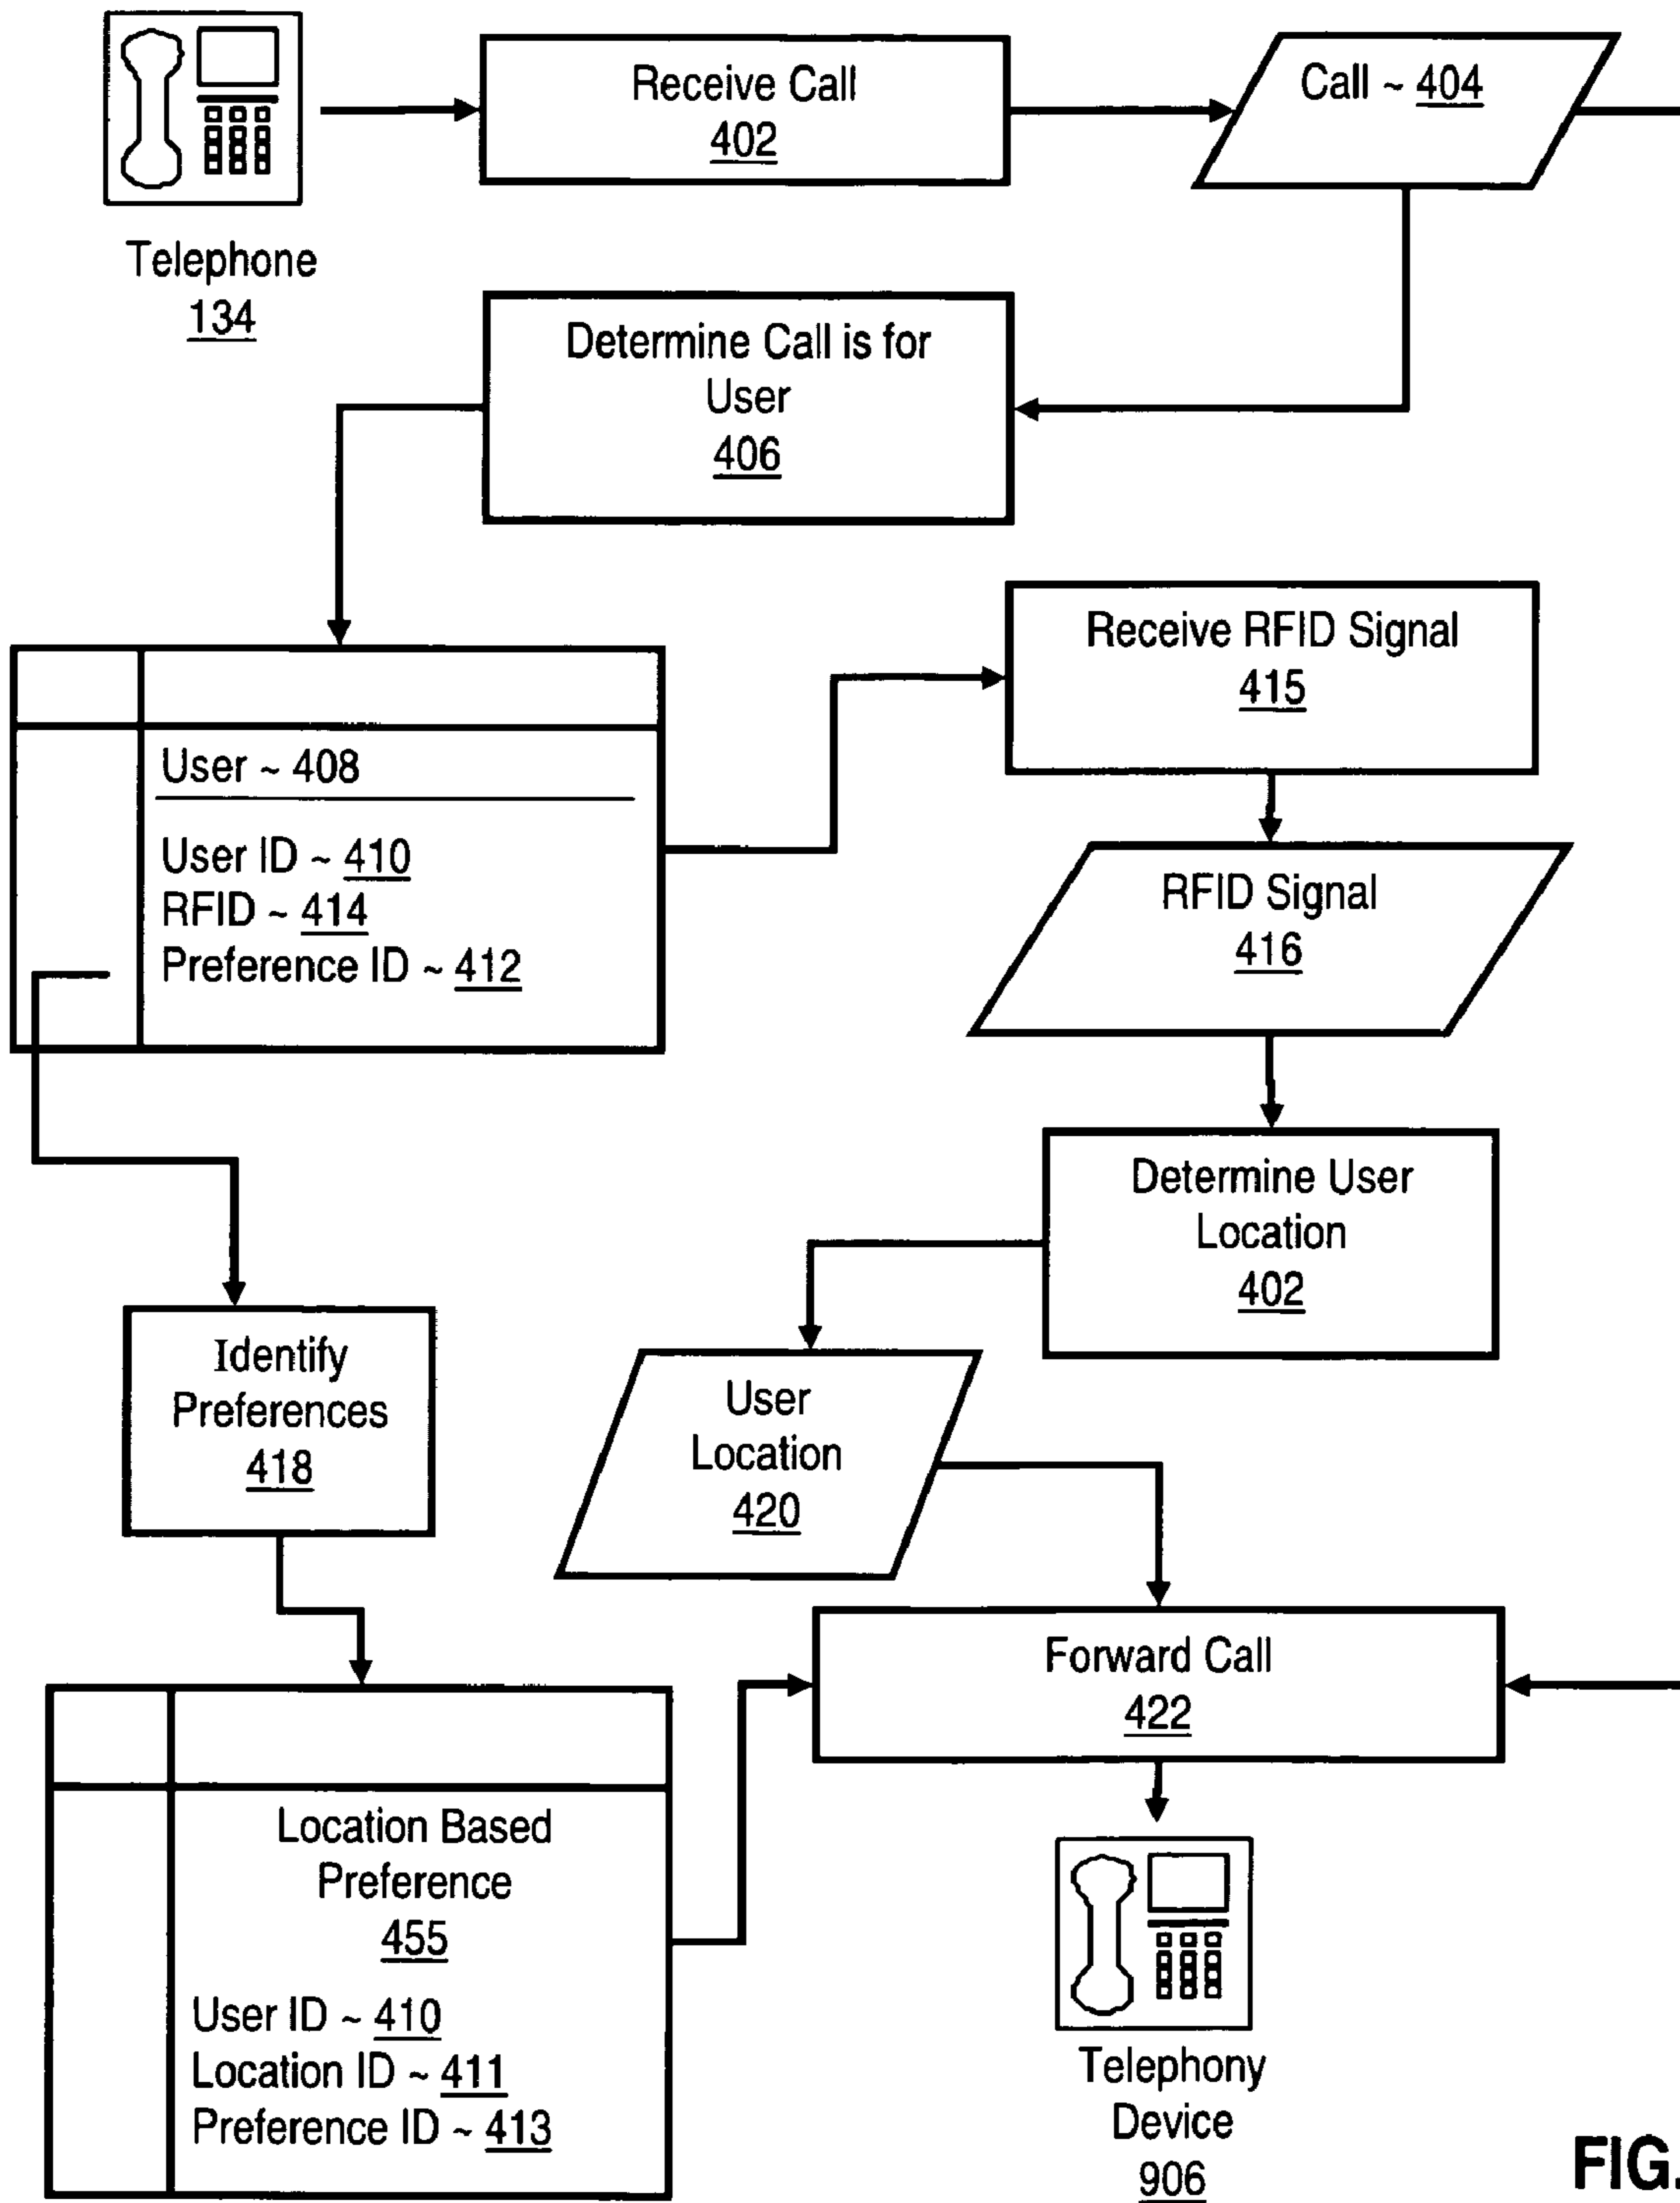 Receive Call
402
Call ~ 404
Telephone
134
Determine Call is for
User
406
Receive RFID Signal
415
User ~ 408
User ID ~ 410
RFID ~ 414
Preference ID ~ 412
RFID Signal
416
Determine User
Location
402
Identify
Preferences
418
User
Location
420
Forward Call
422
Location Based
Preference
455
User ID ~ 410
Location ID ~ 411
Preference ID ~ 413
Telephony
Device
906
FIG.